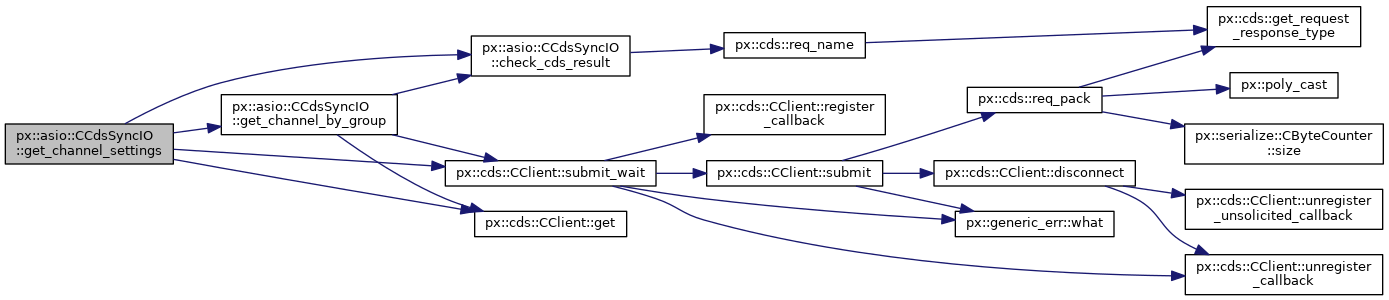 px::asio::CCdsSyncIO
::get_channel_settings
px::asio::CCdsSyncIO
::get_channel_by_group
px::asio::CCdsSyncIO
::check_cds_result
px::cds::CClient::submit_wait
px::cds::CClient::get
px::cds::req_name
px::cds::CClient::register
_callback
px::cds::CClient::submit
px::cds::req_pack
px::cds::CClient::disconnect
px::generic_err::what
px::cds::get_request
_response_type
px::poly_cast
px::serialize::CByteCounter
::size
px::cds::CClient::unregister
_unsolicited_callback
px::cds::CClient::unregister
_callback